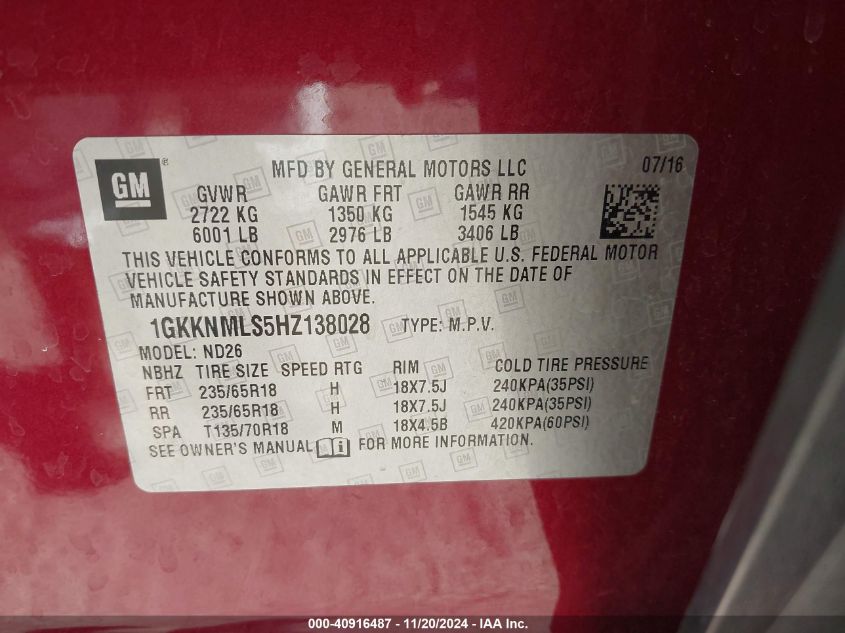 GM ® MFD BY GENERAL MOTORS LLC 07/16
GVWR GAWR FRT GAWR RR
2722 KG 1350 KG 1545 KG
6001 LB 2976 LB 3406 LB
THIS VEHICLE CONFORMS TO ALL APPLICABLE U.S. FEDERAL MOTOR
VEHICLE SAFETY STANDARDS IN EFFECT ON THE DATE OF
MANUFACTURE SHOWN ABOVE.
1GKKNMLS5HZ138028 TYPE: M.P.V.
MODEL: ND26
NBHZ TIRE SIZE SPEED RTG RIM COLD TIRE PRESSURE
FRT 235/65R18 H 18X7.5J 240KPA(35PSI)
RR 235/65R18 H 18X7.5J 240KPA(35PSI)
SPA T135/70R18 M 18X4.5B 420KPA(60PSI)
SEE OWNER'S MANUAL FOR MORE INFORMATION.
000-40916487 - 11/20/2024 - IAA Inc.